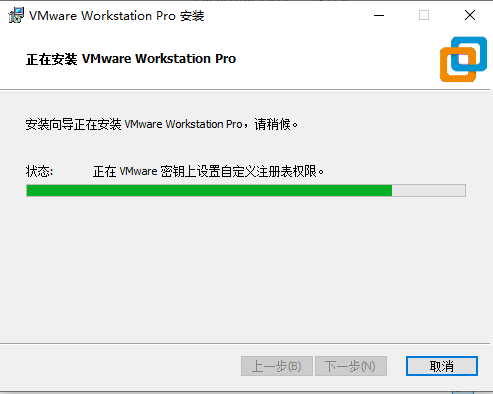 VMware Workstation Pro 安装
正在安装 VMware Workstation Pro
安装向导正在安装 VMware Workstation Pro，请稍候。
状态: 正在 VMware 密钥上设置自定义注册表权限。
上一步(B) 下一步(N) 取消